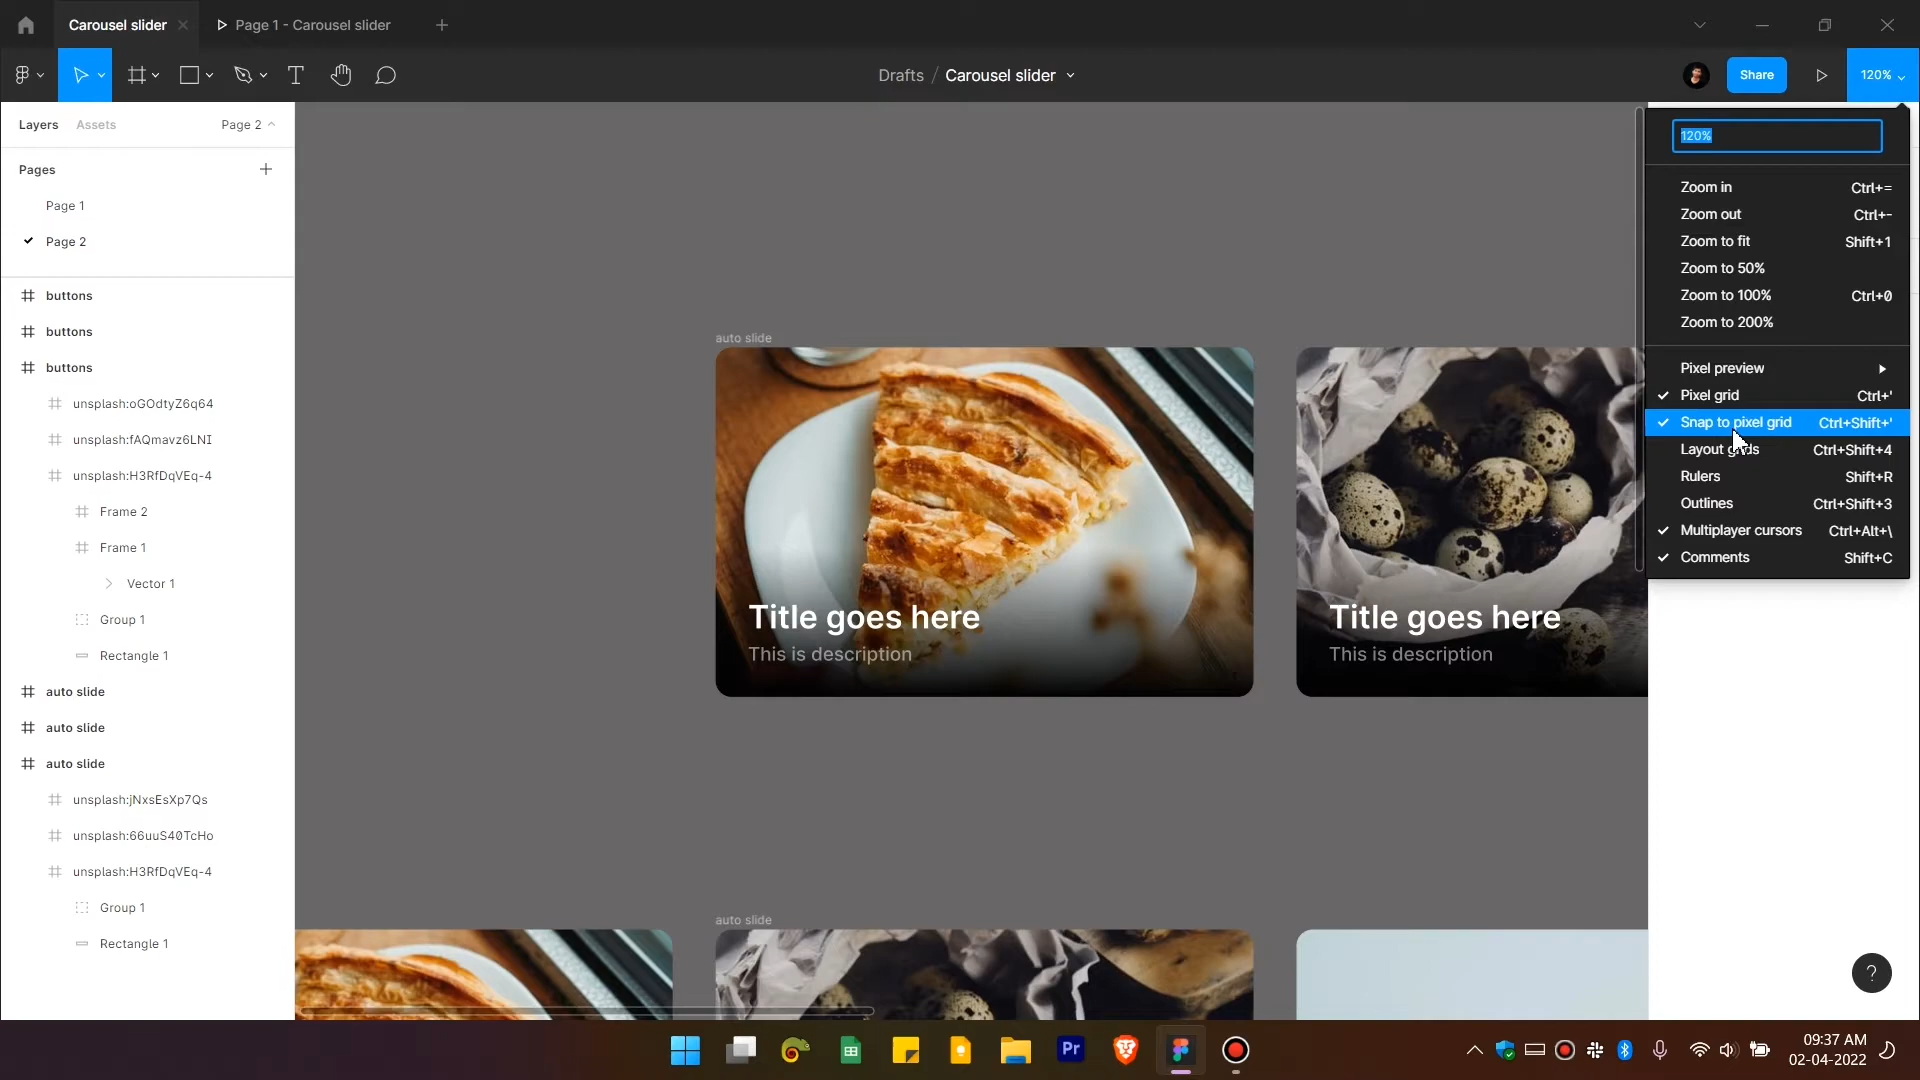 Carousel slider
Page 1 - Carousel slider
Drafts / Carousel slider
Share
120%
Layers
Assets
Page 2
Pages
Page 1
Page 2
buttons
buttons
buttons
unsplash:oGOdtyZ6q64
unsplash:fAQmavz6LNI
unsplash:H3RfDqVEq-4
Frame 2
Frame 1
Vector 1
Group 1
Rectangle 1
auto slide
auto slide
auto slide
unsplash:jNxsEsXp7Qs
unsplash:66uuS40TcHo
unsplash:H3RfDqVEq-4
Group 1
Rectangle 1
auto slide
Title goes here
This is description
Title goes here
This is description
auto slide
120%
Zoom in Ctrl+=
Zoom out Ctrl+-
Zoom to fit Shift+1
Zoom to 50%
Zoom to 100% Ctrl+0
Zoom to 200%
Pixel preview
Pixel grid Ctrl+'
Snap to pixel grid Ctrl+Shift+'
Layout grids Ctrl+Shift+4
Rulers Shift+R
Outlines Ctrl+Shift+3
Multiplayer cursors Ctrl+Alt+\
Comments Shift+C
?
Pr
09:37 AM
02-04-2022